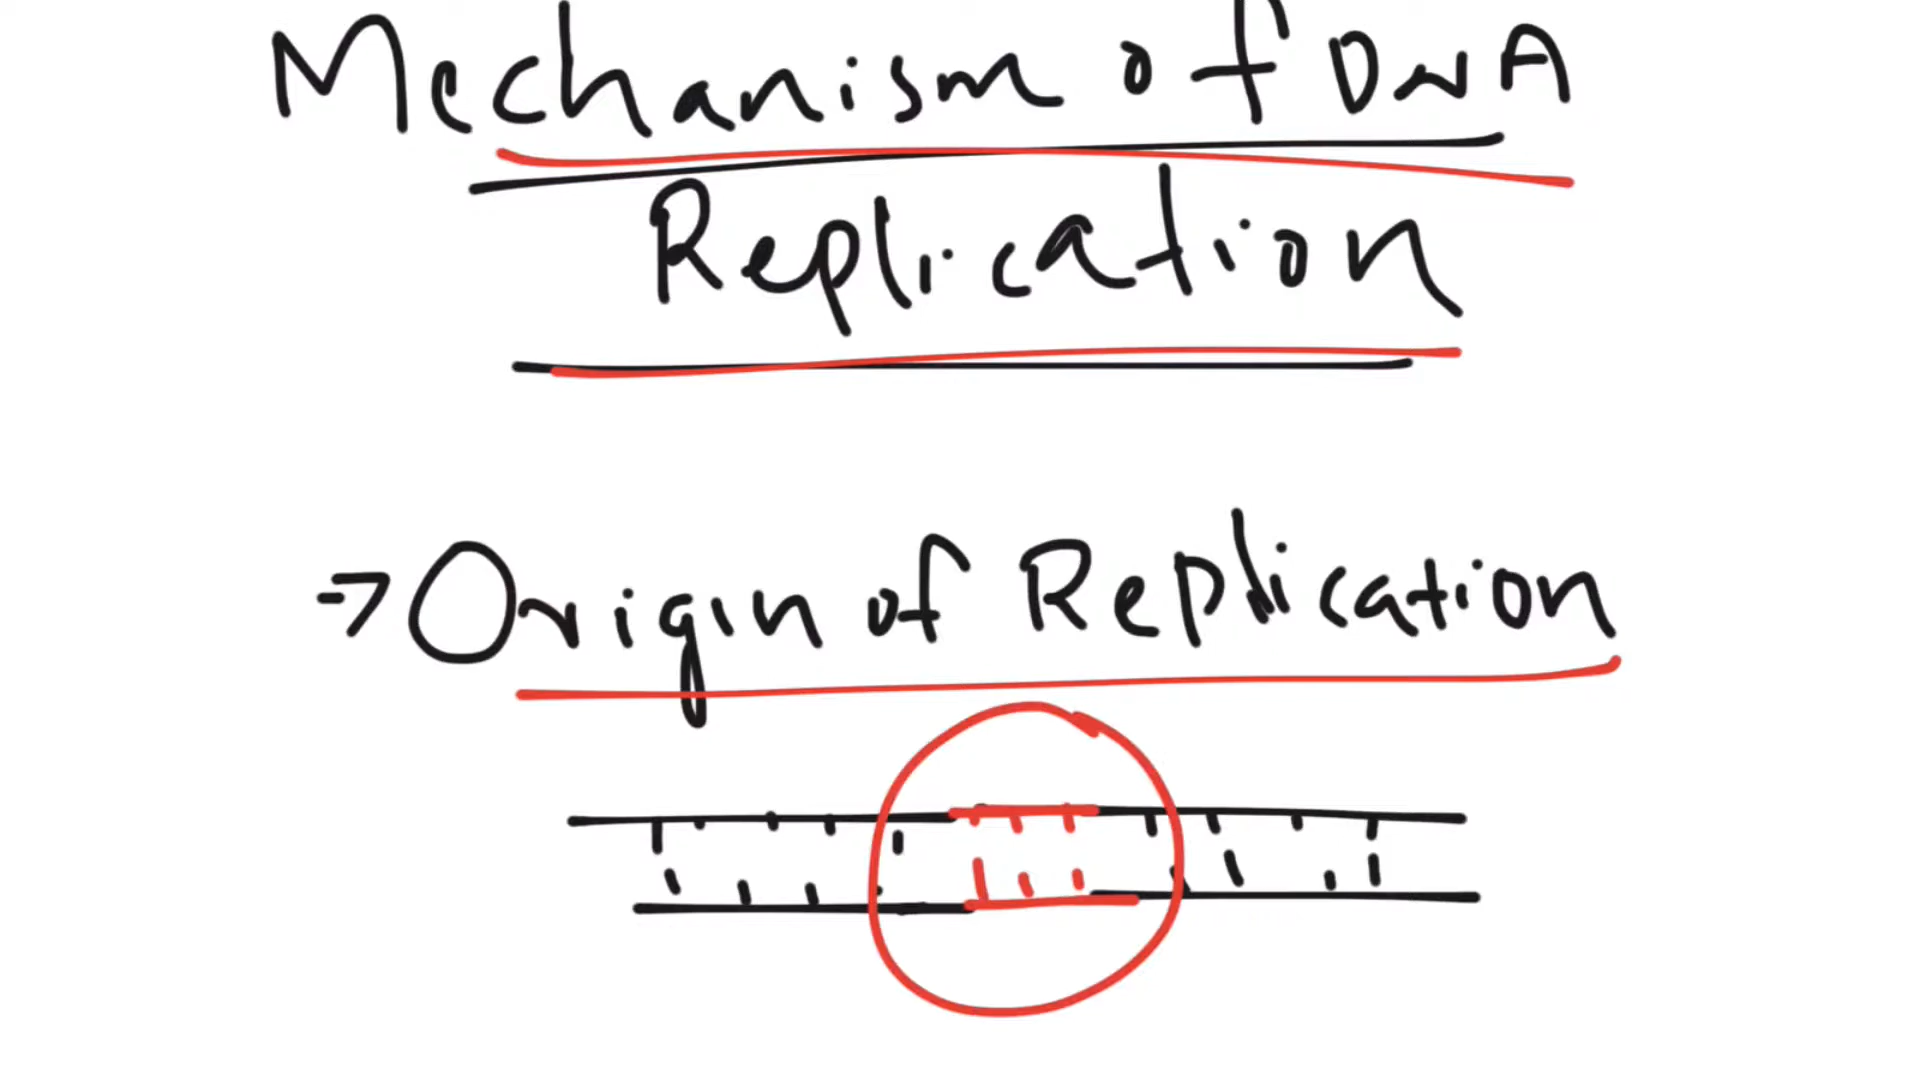 Mechanism of DNA
Replication
→ Origin of Replication